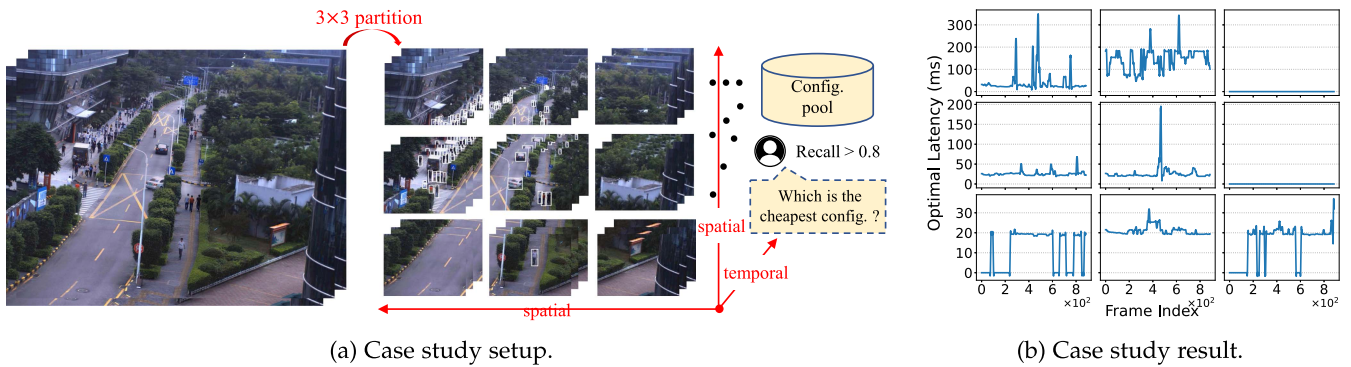 3×3 partition
Config.
pool
Recall > 0.8
Which is the
cheapest config. ?
spatial
temporal
spatial
(a) Case study setup.
Optimal Latency (ms)
300
200
100
0
200
150
100
50
0
30
20
10
0
0 2 4 6 8
×10²
0 2 4 6 8
×10²
0 2 4 6 8
×10²
Frame Index
(b) Case study result.